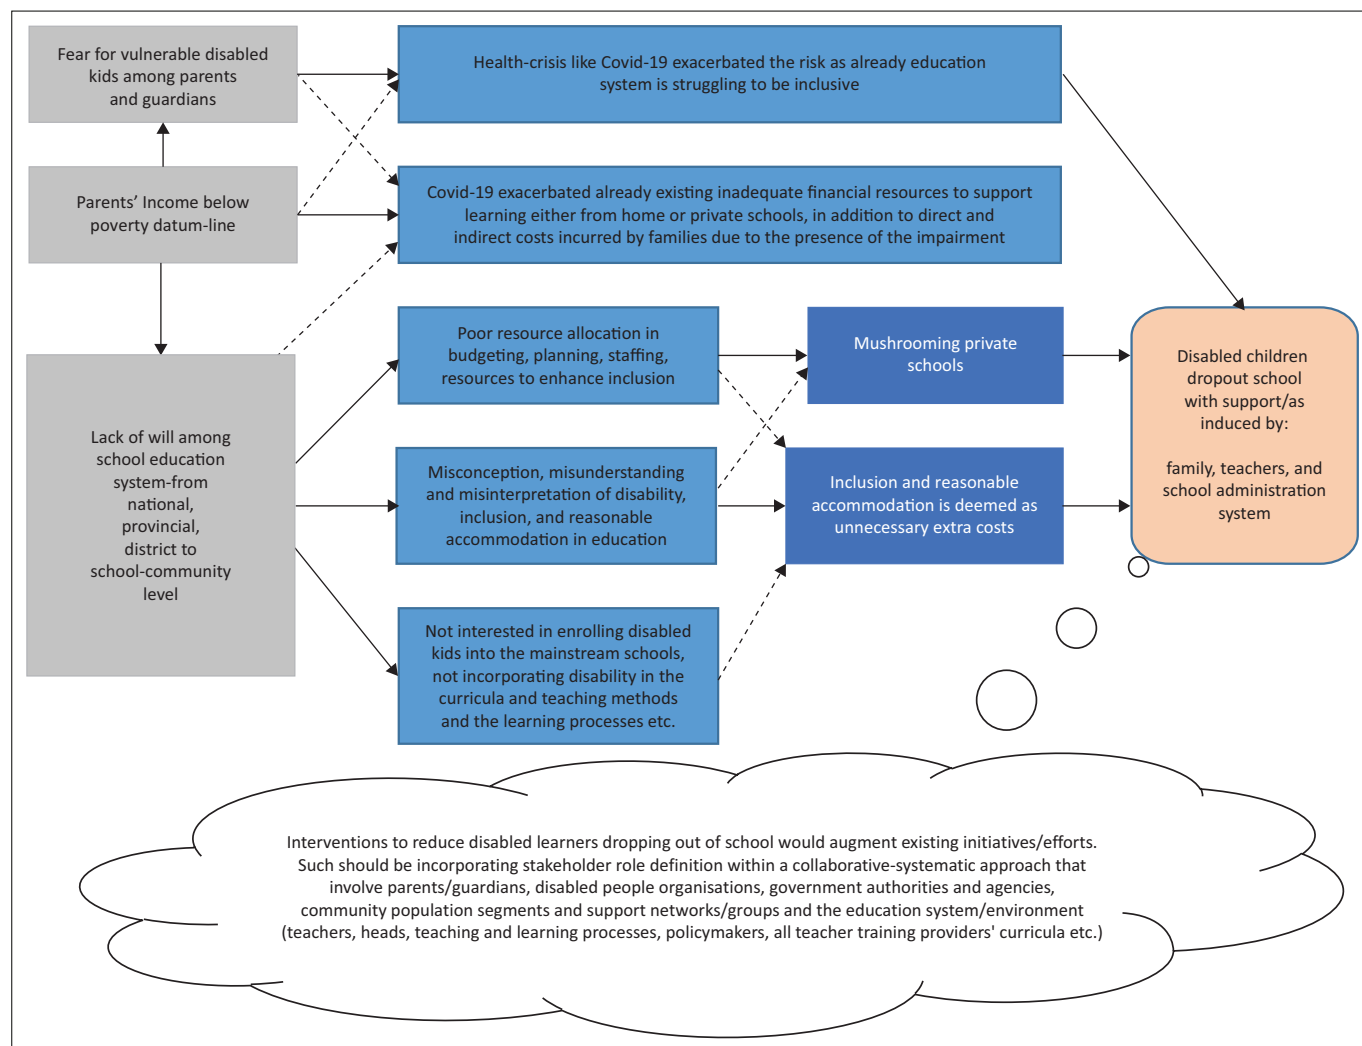 Fear for vulnerable disabled
kids among parents
and guardians
Health-crisis like Covid-19 exacerbated the risk as already education
system is struggling to be inclusive
Parents’ Income below
poverty datum-line
Covid-19 exacerbated already existing inadequate financial resources to support
learning either from home or private schools, in addition to direct and
indirect costs incurred by families due to the presence of the impairment
Lack of will among
school education
system-from
national,
provincial,
district to
school-community
level
Poor resource allocation in
budgeting, planning, staffing,
resources to enhance inclusion
Misconception, misunderstanding
and misinterpretation of disability,
inclusion, and reasonable
accommodation in education
Not interested in enrolling disabled
kids into the mainstream schools,
not incorporating disability in the
curricula and teaching methods
and the learning processes etc.
Mushrooming private
schools
Inclusion and reasonable
accommodation is deemed as
unnecessary extra costs
Disabled children
dropout school
with support/as
induced by:
family, teachers, and
school administration
system
Interventions to reduce disabled learners dropping out of school would augment existing initiatives/efforts.
Such should be incorporating stakeholder role definition within a collaborative-systematic approach that
involve parents/guardians, disabled people organisations, government authorities and agencies,
community population segments and support networks/groups and the education system/environment
(teachers, heads, teaching and learning processes, policymakers, all teacher training providers' curricula etc.)